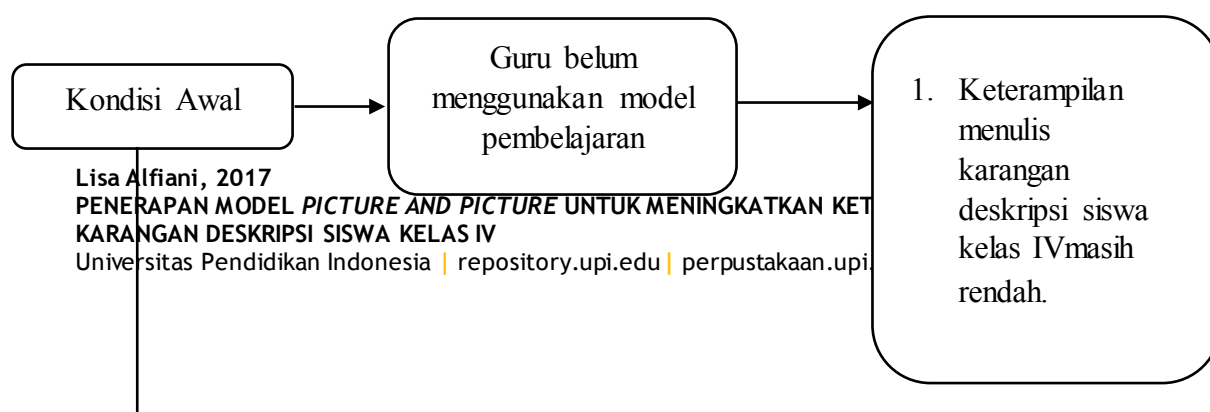 Kondisi Awal
Guru belum
menggunakan model
pembelajaran
1. Keterampilan
menulis
karangan
deskripsi siswa
kelas IVmasih
rendah.
Lisa Alfiani, 2017
PENERAPAN MODEL PICTURE AND PICTURE UNTUK MENINGKATKAN KET
KARANGAN DESKRIPSI SISWA KELAS IV
Universitas Pendidikan Indonesia | repository.upi.edu | perpustakaan.upi.